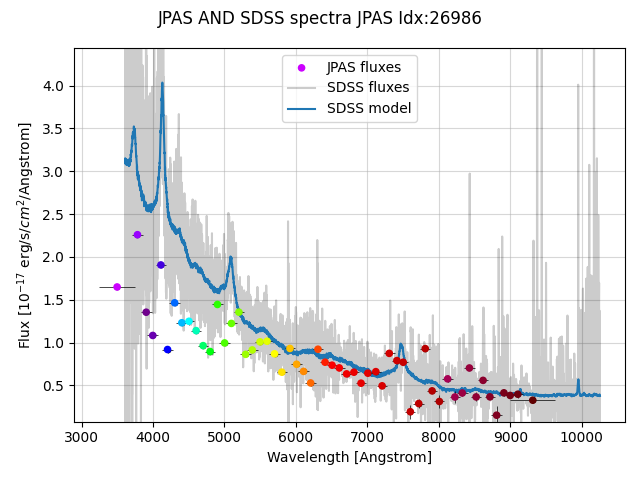 JPAS AND SDSS spectra JPAS Idx:26986
JPAS fluxes
SDSS fluxes
SDSS model
4.0
3.5
3.0
2.5
2.0
1.5
1.0
0.5
Flux [10⁻¹⁷ erg/s/cm²/Angstrom]
3000 4000 5000 6000 7000 8000 9000 10000
Wavelength [Angstrom]